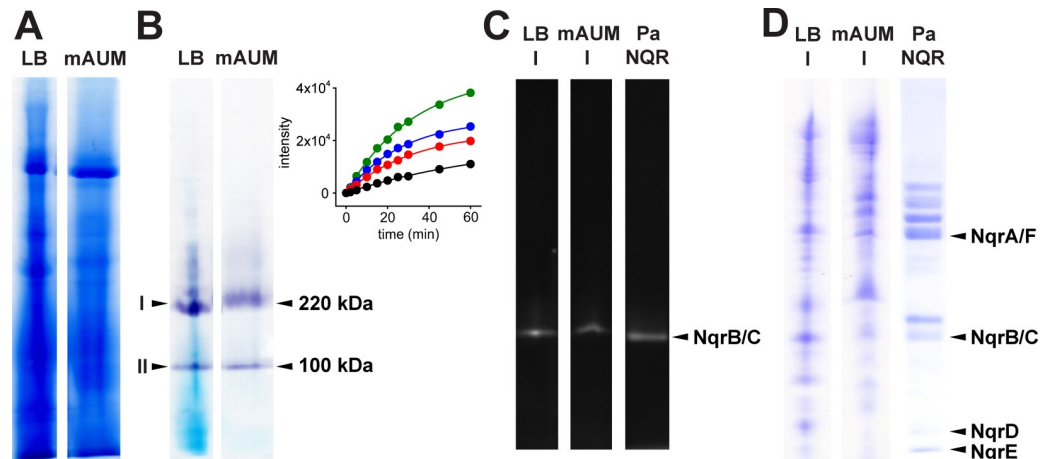 A
LB mAUM
B
LB mAUM
I
220 kDa
II
100 kDa
4x10⁴
2x10⁴
0
intensity
0 20 40 60
time (min)
C
LB mAUM Pa
I I NQR
NqrB/C
D
LB mAUM Pa
I I NQR
NqrA/F
NqrB/C
NqrD
NqrE